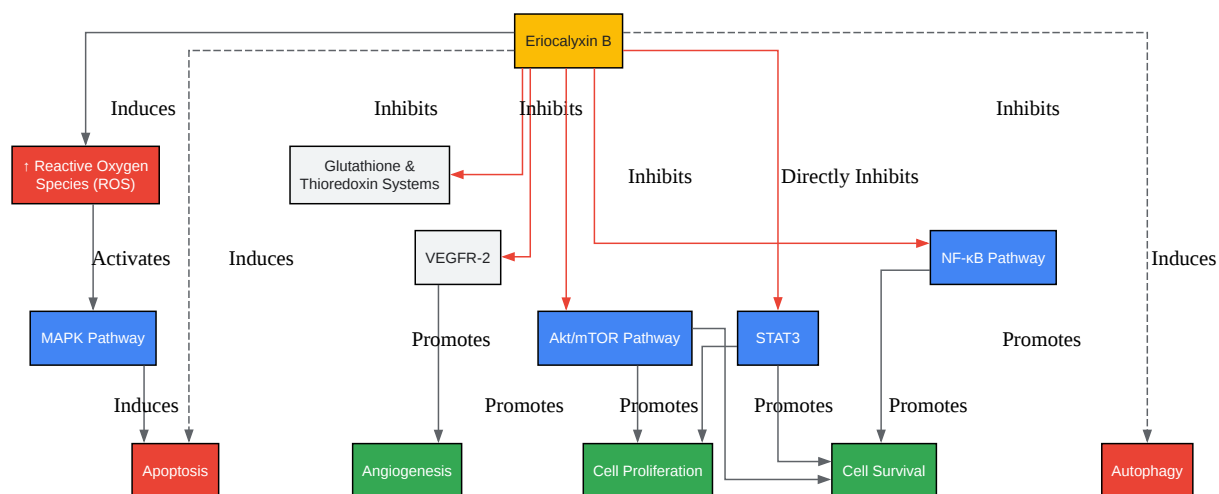 Eriocalyxin B
Induces
Inhibits
Inhibits
Inhibits
↑ Reactive Oxygen
Species (ROS)
Glutathione &
Thioredoxin Systems
Inhibits
Directly Inhibits
Activates
Induces
VEGFR-2
NF-κB Pathway
Induces
MAPK Pathway
Promotes
Akt/mTOR Pathway
STAT3
Promotes
Induces
Promotes
Promotes
Promotes
Promotes
Apoptosis
Angiogenesis
Cell Proliferation
Cell Survival
Autophagy